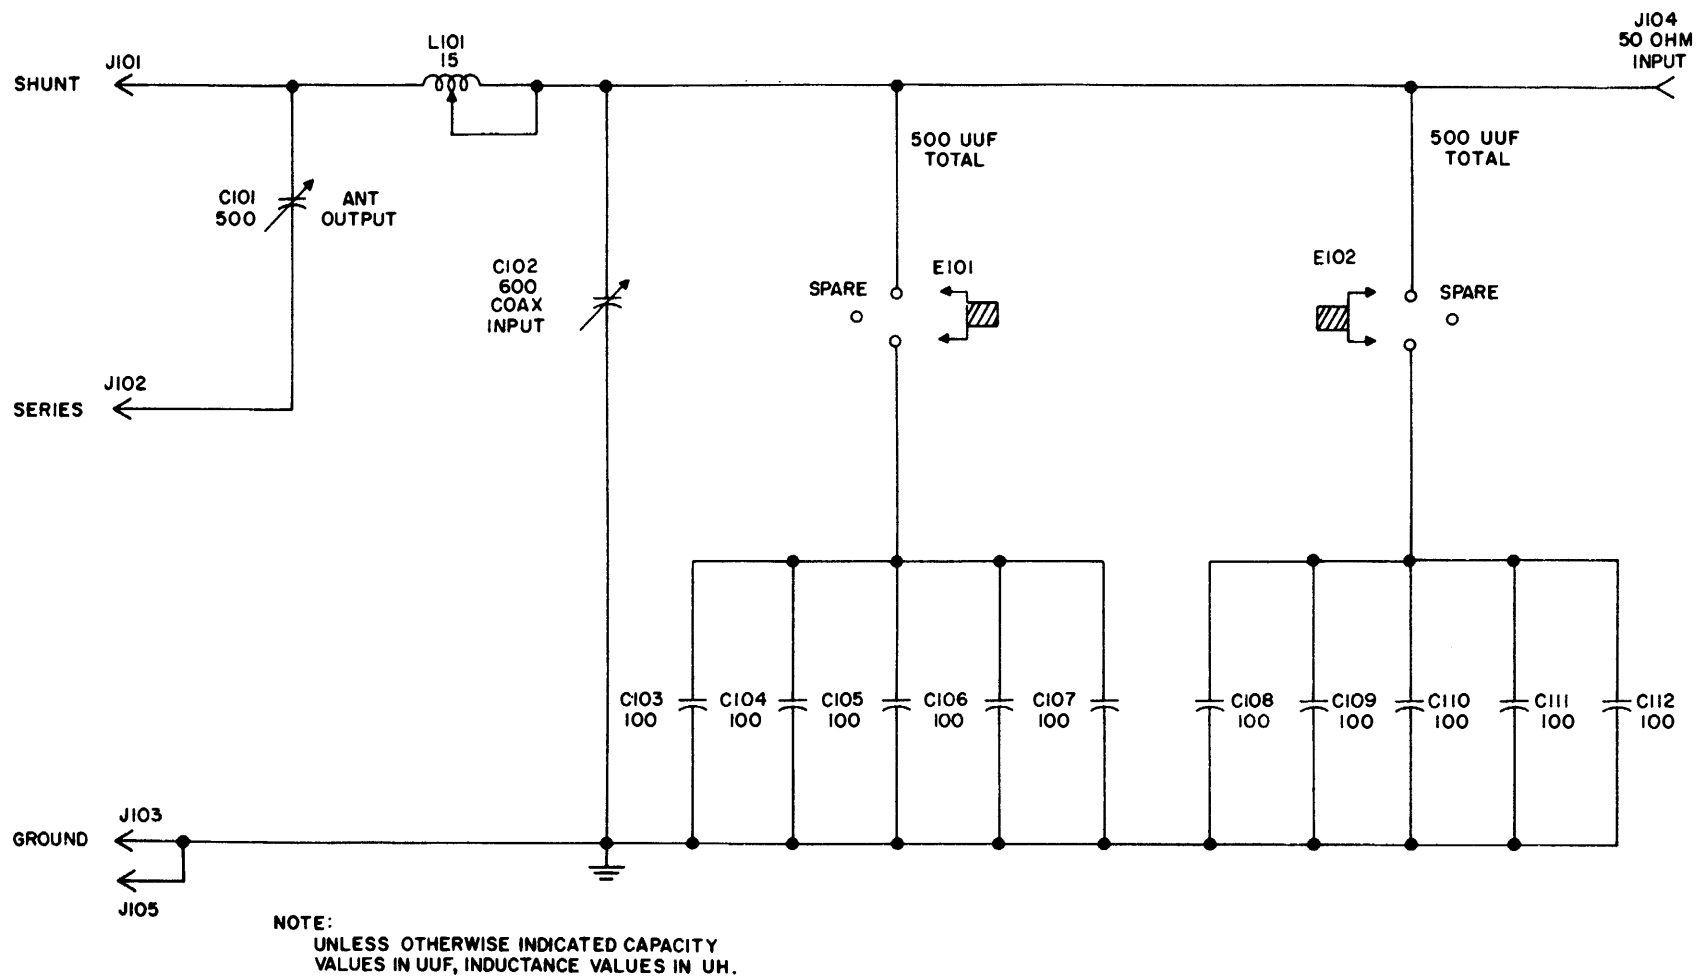 J104
50 OHM
INPUT
L101
15
J101
SHUNT
500 UUF
TOTAL
500 UUF
TOTAL
C101
500
ANT
OUTPUT
C102
600
COAX
INPUT
SPARE
E101
E102
SPARE
J102
SERIES
C103
100
C104
100
C105
100
C106
100
C107
100
C108
100
C109
100
C110
100
C111
100
C112
100
J103
GROUND
J105
NOTE:
UNLESS OTHERWISE INDICATED CAPACITY
VALUES IN UUF, INDUCTANCE VALUES IN UH.